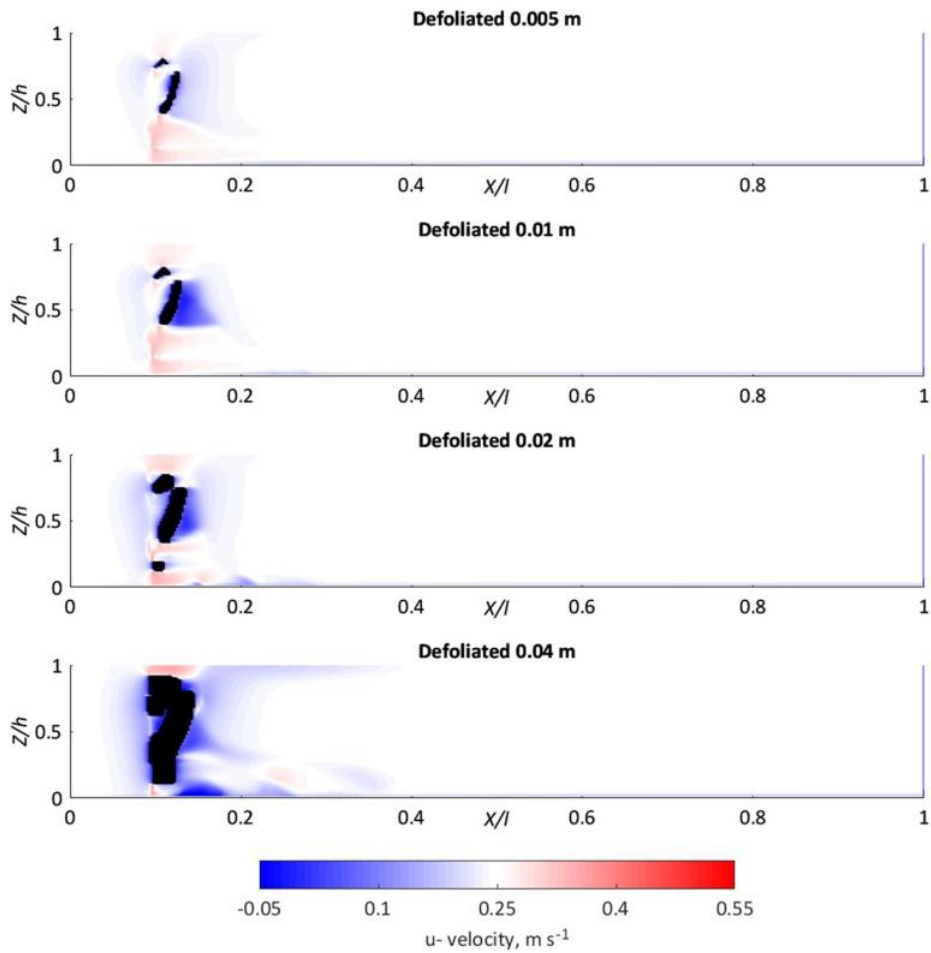 Defoliated 0.005 m
1
Z/h
0.5
0
0 0.2 0.4 X/l 0.6 0.8 1
Defoliated 0.01 m
1
Z/h
0.5
0
0 0.2 0.4 X/l 0.6 0.8 1
Defoliated 0.02 m
1
Z/h
0.5
0
0 0.2 0.4 X/l 0.6 0.8 1
Defoliated 0.04 m
1
Z/h
0.5
0
0 0.2 0.4 X/l 0.6 0.8 1
-0.05 0.1 0.25 0.4 0.55
u- velocity, m s⁻¹